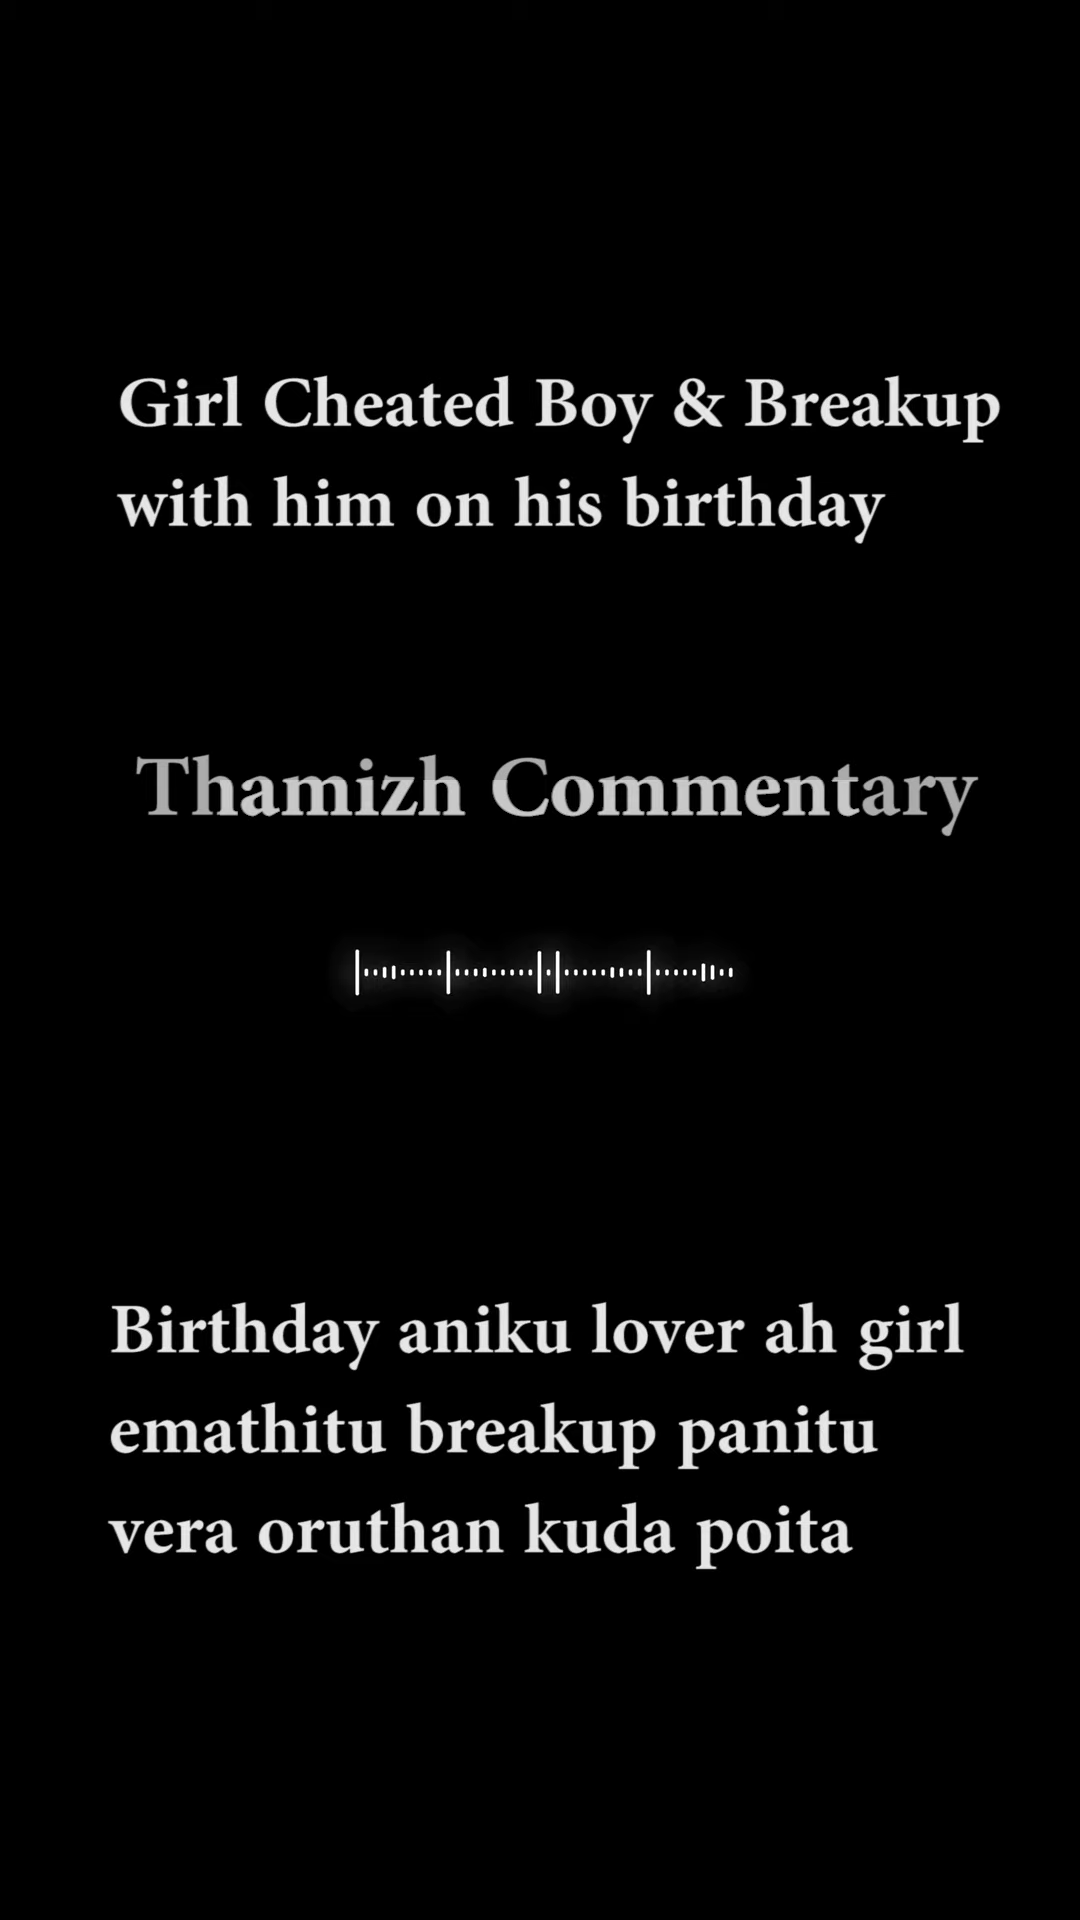 Girl Cheated Boy & Breakup
with him on his birthday
Thamizh Commentary
Birthday aniku lover ah girl
emathitu breakup panitu
vera oruthan kuda poita